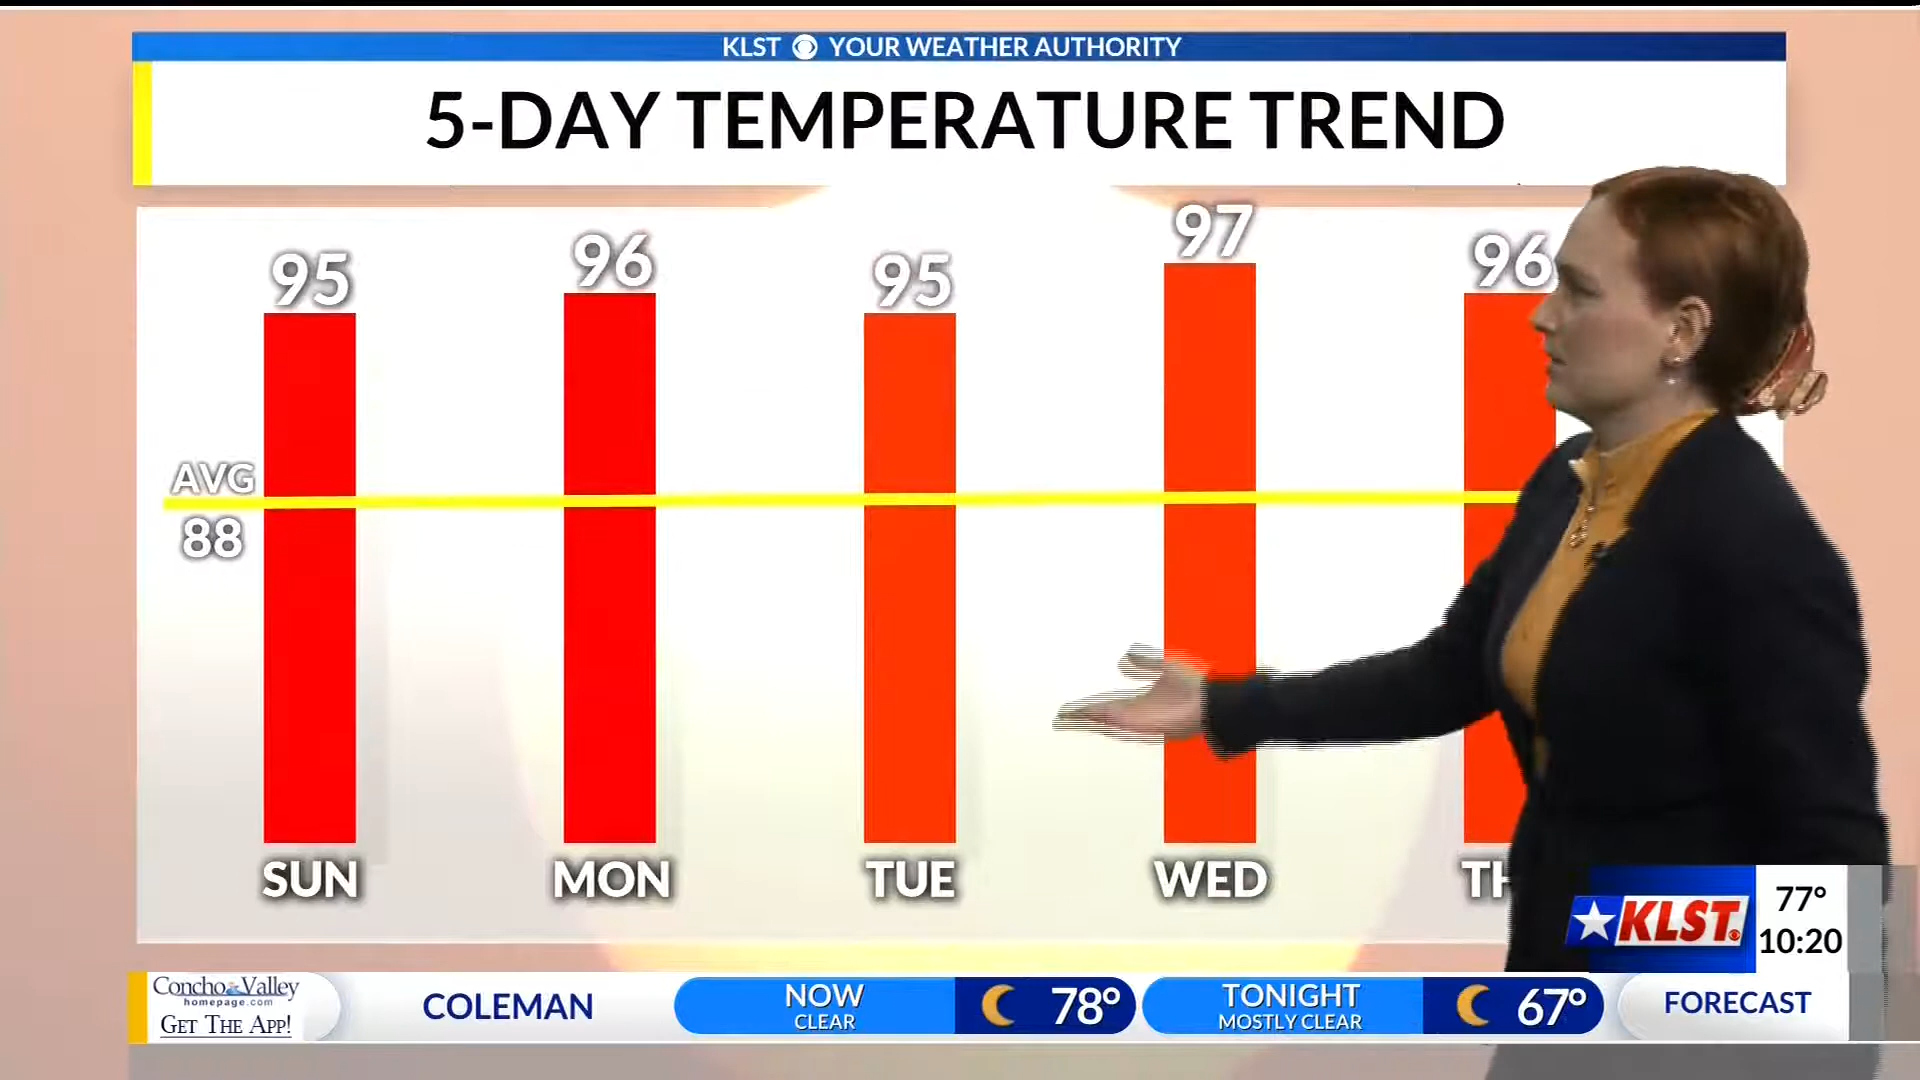 KLST YOUR WEATHER AUTHORITY
5-DAY TEMPERATURE TREND
95 96 95 97 96
AVG
88
SUN MON TUE WED TH
KLST
77°
10:20
Concho Valley
homepage.com
GET THE APP!
COLEMAN
NOW
CLEAR
78°
TONIGHT
MOSTLY CLEAR
67°
FORECAST